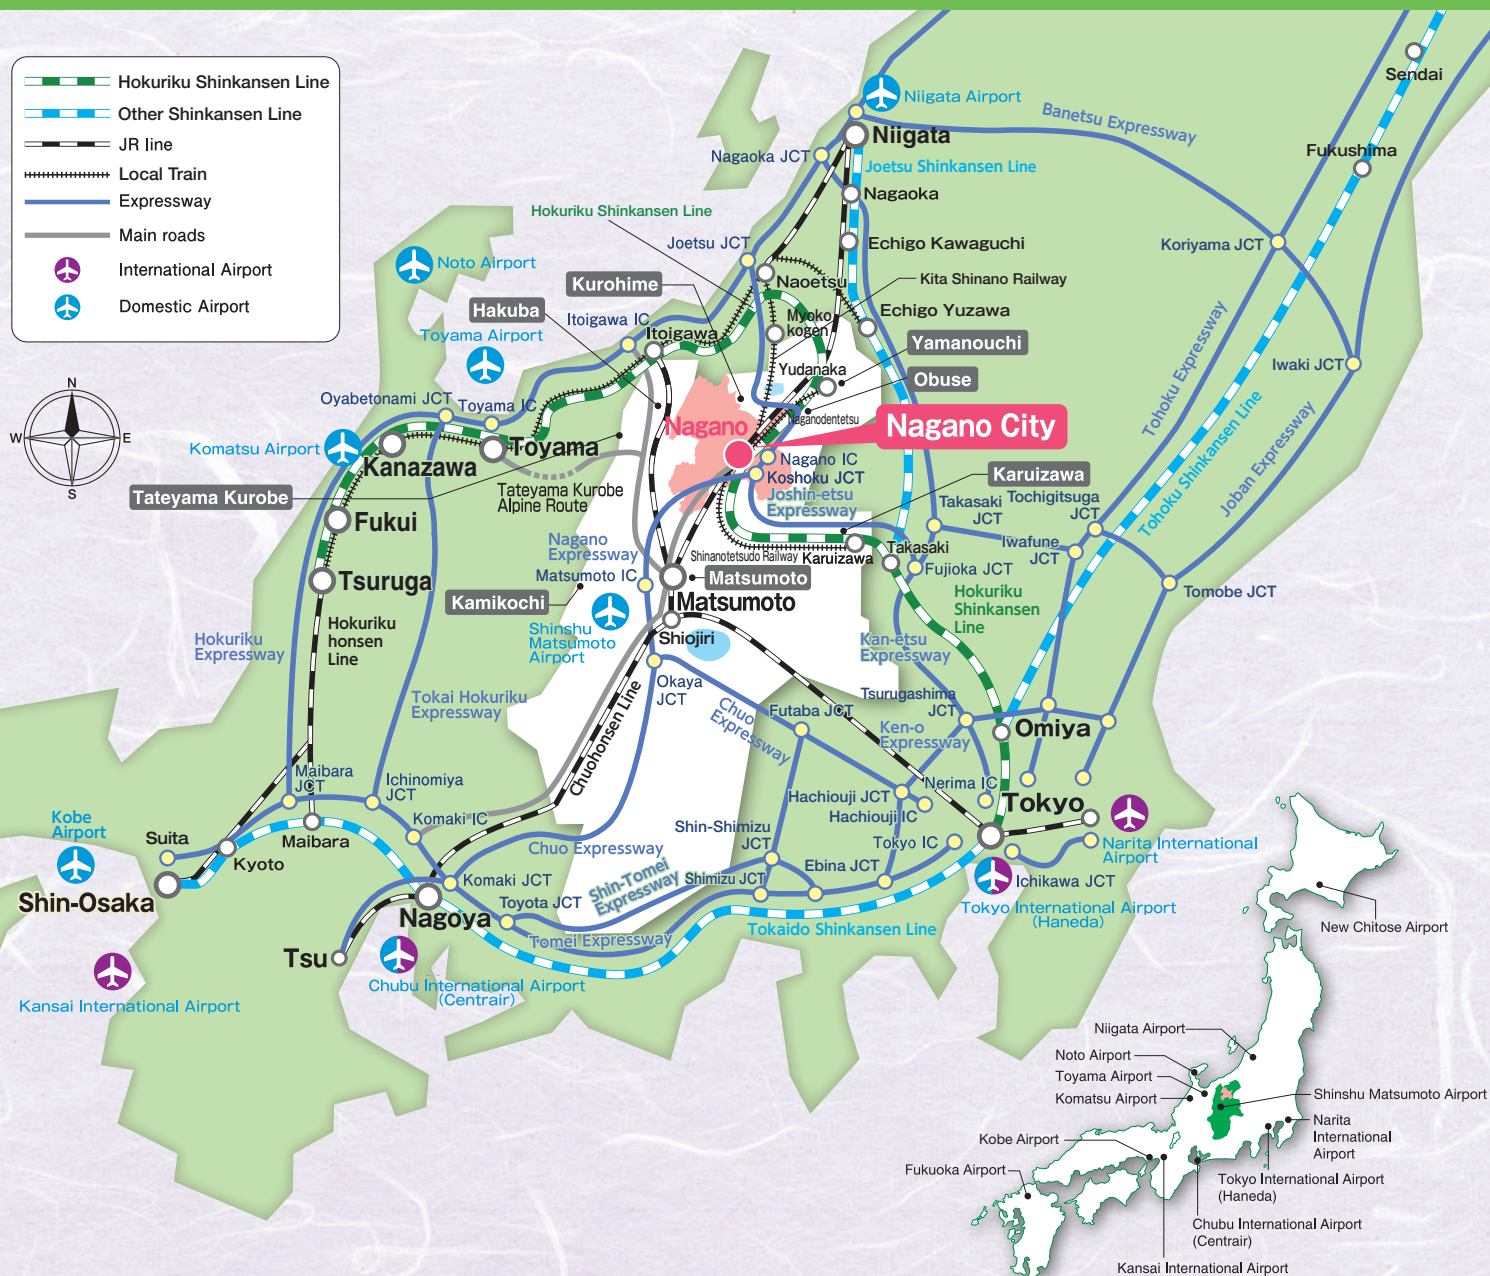 Hokuriku Shinkansen Line
Other Shinkansen Line
JR line
Local Train
Expressway
Main roads
International Airport
Domestic Airport
N
W
E
S
Sendai
Niigata Airport
Banetsu Expressway
Niigata
Fukushima
Nagaoka JCT
Joetsu Shinkansen Line
Nagaoka
Hokuriku Shinkansen Line
Joetsu JCT
Echigo Kawaguchi
Koriyama JCT
Noto Airport
Naoetsu
Kita Shinano Railway
Kurohime
Hakuba
Itoigawa IC
Itoigawa
Myoko
kogen
Echigo Yuzawa
Toyama Airport
Yamanouchi
Yudanaka
Obuse
Iwaki JCT
Tohoku Expressway
Oyabetonami JCT
Toyama IC
Naganodentetsu
Nagano
Nagano City
Tohoku Shinkansen Line
Joban Expressway
Komatsu Airport
Kanazawa
Toyama
Nagano IC
Koshoku JCT
Karuizawa
Tateyama Kurobe
Tateyama Kurobe
Alpine Route
Joshin-etsu
Expressway
Takasaki
JCT
Tochigitsuga
JCT
Fukui
Nagano
Expressway
Shinanotetsudo Railway
Karuizawa
Takasaki
Iwafune
JCT
Fujioka JCT
Tsuruga
Matsumoto IC
Matsumoto
Tomobe JCT
Kamikochi
Matsumoto
Hokuriku
Shinkansen
Line
Hokuriku
honsen
Line
Hokuriku
Expressway
Shinshu
Matsumoto
Airport
Shiojiri
Kan-etsu
Expressway
Tokai Hokuriku
Expressway
Okaya
JCT
Chuo
Expressway
Futaba JCT
Tsurugashima
JCT
Ken-o
Expressway
Omiya
Chuohonsen Line
Maibara
JCT
Ichinomiya
JCT
Nerima IC
Hachiouji JCT
Hachiouji IC
Tokyo
Kobe
Airport
Suita
Kyoto
Maibara
Komaki IC
Chuo Expressway
Shin-Shimizu
JCT
Tokyo IC
Narita International
Airport
Shin-Osaka
Komaki JCT
Shin-Tomei
Expressway
Shimizu JCT
Ebina JCT
Ichikawa JCT
Nagoya
Toyota JCT
Tomei Expressway
Tokaido Shinkansen Line
Tokyo International Airport
(Haneda)
Tsu
Chubu International Airport
(Centrair)
Kansai International Airport
New Chitose Airport
Niigata Airport
Noto Airport
Toyama Airport
Komatsu Airport
Shinshu Matsumoto Airport
Narita
International
Airport
Kobe Airport
Fukuoka Airport
Tokyo International Airport
(Haneda)
Chubu International Airport
(Centrair)
Kansai International Airport